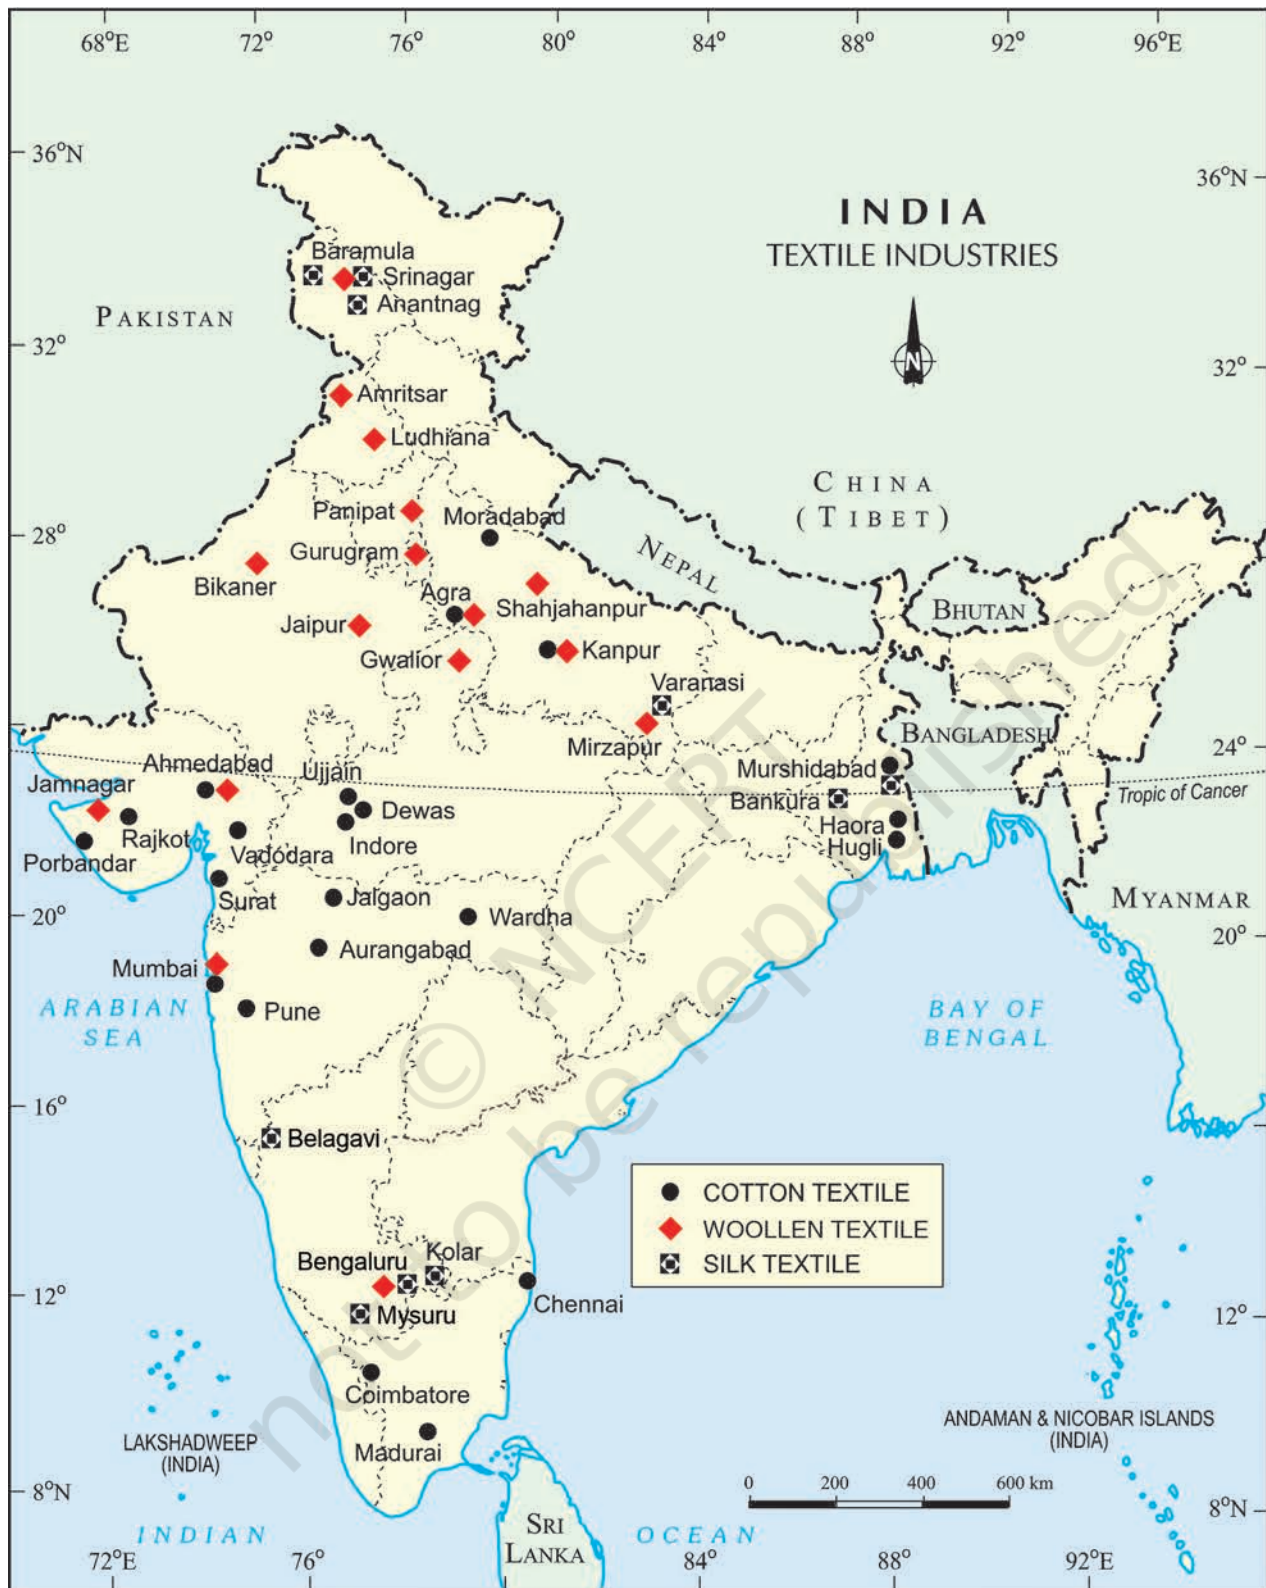 68°E 72° 76° 80° 84° 88° 92° 96°E
36°N
36°N
INDIA
TEXTILE INDUSTRIES
N
Baramula
Srinagar
Anantnag
PAKISTAN
32°
32°
Amritsar
Ludhiana
CHINA
(TIBET)
Panipat
Moradabad
28°
Gurugram
NEPAL
Bikaner
Agra
Shahjahanpur
BHUTAN
Jaipur
Gwalior
Kanpur
Varanasi
Mirzapur
BANGLADESH
24°
Ahmedabad
Ujjain
Murshidabad
Jamnagar
Dewas
Bankura
Tropic of Cancer
Rajkot
Indore
Haora
Porbandar
Vadodara
Hugli
Surat
Jalgaon
MYANMAR
20°
Wardha
20°
Aurangabad
Mumbai
ARABIAN
SEA
Pune
BAY OF
BENGAL
16°
Belagavi
COTTON TEXTILE
WOOLLEN TEXTILE
SILK TEXTILE
Bengaluru
Kolar
12°
Chennai
12°
Mysuru
Coimbatore
LAKSHADWEEP
(INDIA)
Madurai
ANDAMAN & NICOBAR ISLANDS
(INDIA)
0 200 400 600 km
8°N
8°N
INDIAN OCEAN
SRI
LANKA
72°E 76° 84° 88° 92°E
© NCERT
not to be republished